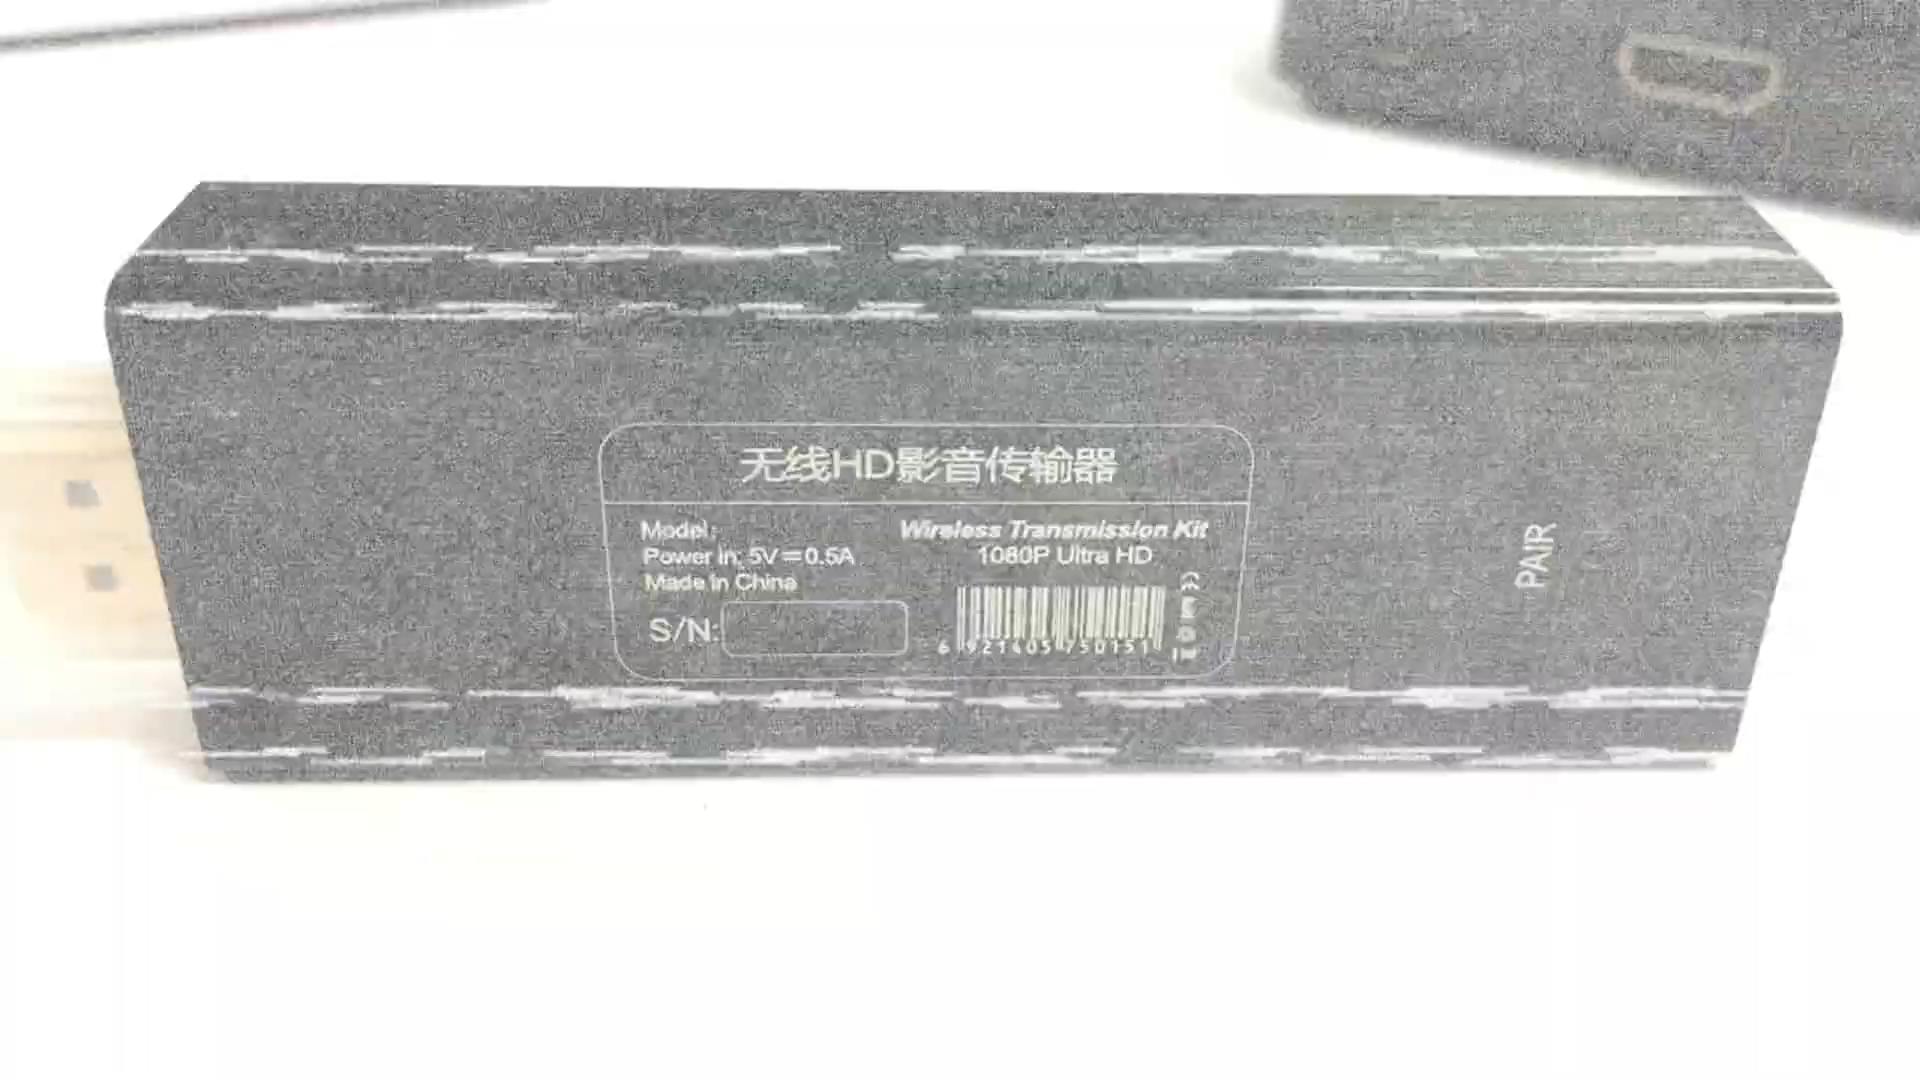 无线HD影音传输器
Model:
Power in: 5V=0.5A
Made in China
S/N:
Wireless Transmission Kit
1080P Ultra HD
6 921405 750151
PAIR